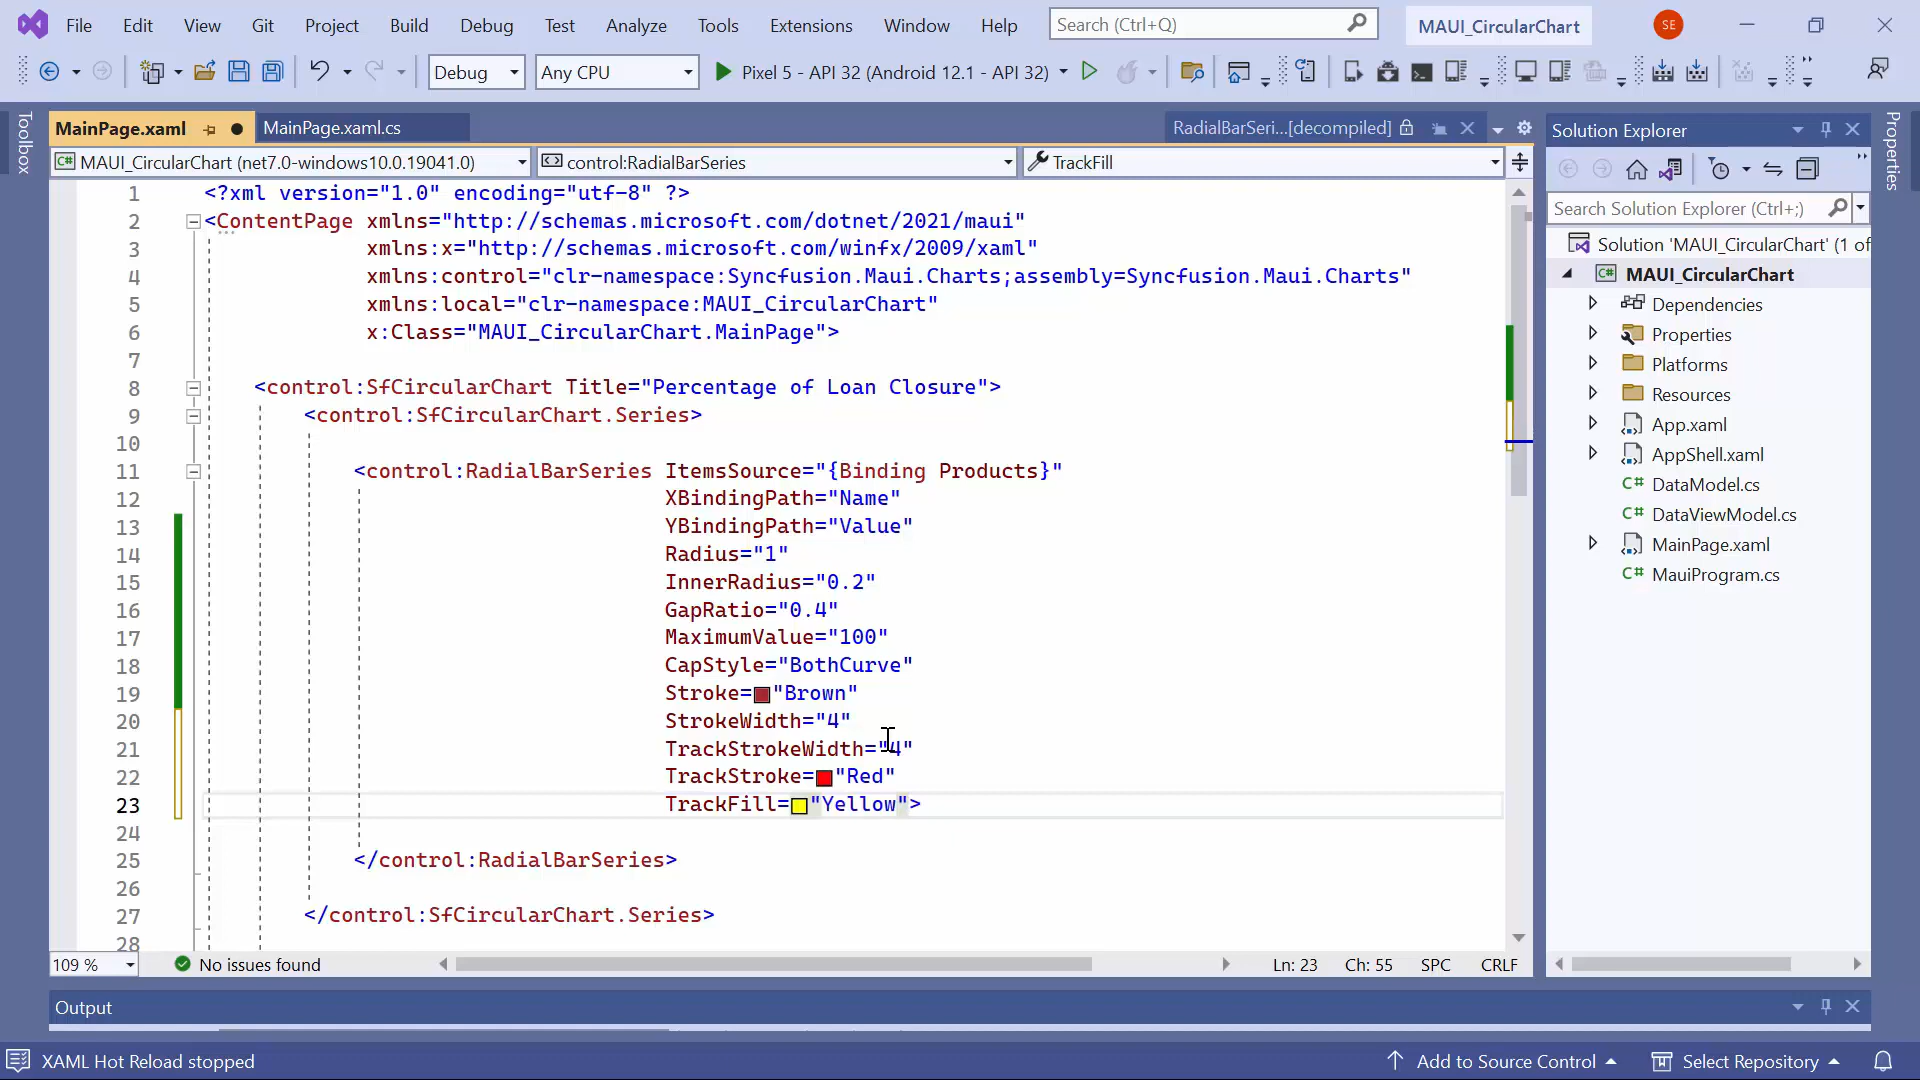 File Edit View Git Project Build Debug Test Analyze Tools Extensions Window Help Search (Ctrl+Q) MAUI_CircularChart SE
Debug Any CPU Pixel 5 - API 32 (Android 12.1 - API 32)
Toolbox
MainPage.xaml MainPage.xaml.cs RadialBarSeri...[decompiled]
MAUI_CircularChart (net7.0-windows10.0.19041.0) control:RadialBarSeries TrackFill
1 <?xml version="1.0" encoding="utf-8" ?>
2 <ContentPage xmlns="http://schemas.microsoft.com/dotnet/2021/maui"
3 xmlns:x="http://schemas.microsoft.com/winfx/2009/xaml"
4 xmlns:control="clr-namespace:Syncfusion.Maui.Charts;assembly=Syncfusion.Maui.Charts"
5 xmlns:local="clr-namespace:MAUI_CircularChart"
6 x:Class="MAUI_CircularChart.MainPage">
7
8 <control:SfCircularChart Title="Percentage of Loan Closure">
9 <control:SfCircularChart.Series>
10
11 <control:RadialBarSeries ItemsSource="{Binding Products}"
12 XBindingPath="Name"
13 YBindingPath="Value"
14 Radius="1"
15 InnerRadius="0.2"
16 GapRatio="0.4"
17 MaximumValue="100"
18 CapStyle="BothCurve"
19 Stroke="Brown"
20 StrokeWidth="4"
21 TrackStrokeWidth="4"
22 TrackStroke="Red"
23 TrackFill="Yellow">
24
25 </control:RadialBarSeries>
26
27 </control:SfCircularChart.Series>
28
109 % No issues found Ln: 23 Ch: 55 SPC CRLF
Solution Explorer
Search Solution Explorer (Ctrl+;)
Solution 'MAUI_CircularChart' (1 of
MAUI_CircularChart
Dependencies
Properties
Platforms
Resources
App.xaml
AppShell.xaml
DataModel.cs
DataViewModel.cs
MainPage.xaml
MauiProgram.cs
Properties
Output
XAML Hot Reload stopped Add to Source Control Select Repository